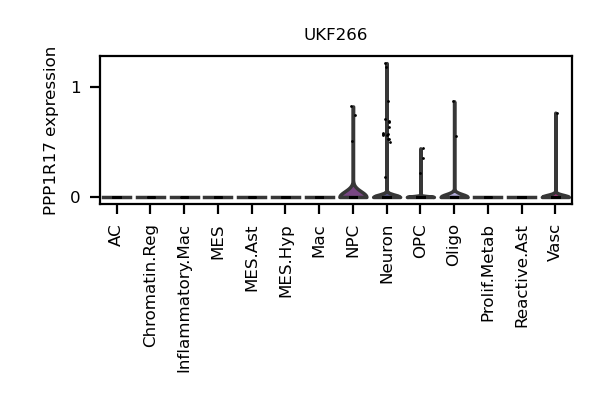 UKF266
PPP1R17 expression
1
0
AC
Chromatin.Reg
Inflammatory.Mac
MES
MES.Ast
MES.Hyp
Mac
NPC
Neuron
OPC
Oligo
Prolif.Metab
Reactive.Ast
Vasc